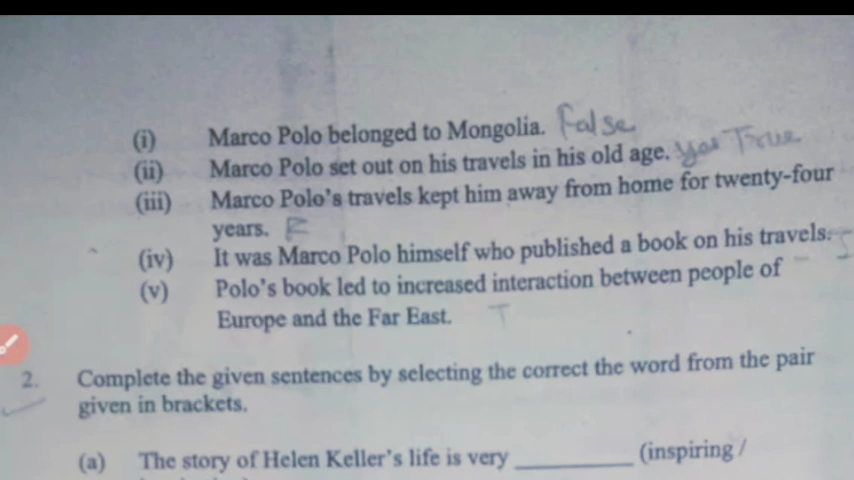 (i) Marco Polo belonged to Mongolia. False
(ii) Marco Polo set out on his travels in his old age. True
(iii) Marco Polo's travels kept him away from home for twenty-four
years. F
(iv) It was Marco Polo himself who published a book on his travels.
(v) Polo's book led to increased interaction between people of
Europe and the Far East. T
2. Complete the given sentences by selecting the correct the word from the pair
given in brackets.
(a) The story of Helen Keller's life is very ________ (inspiring /